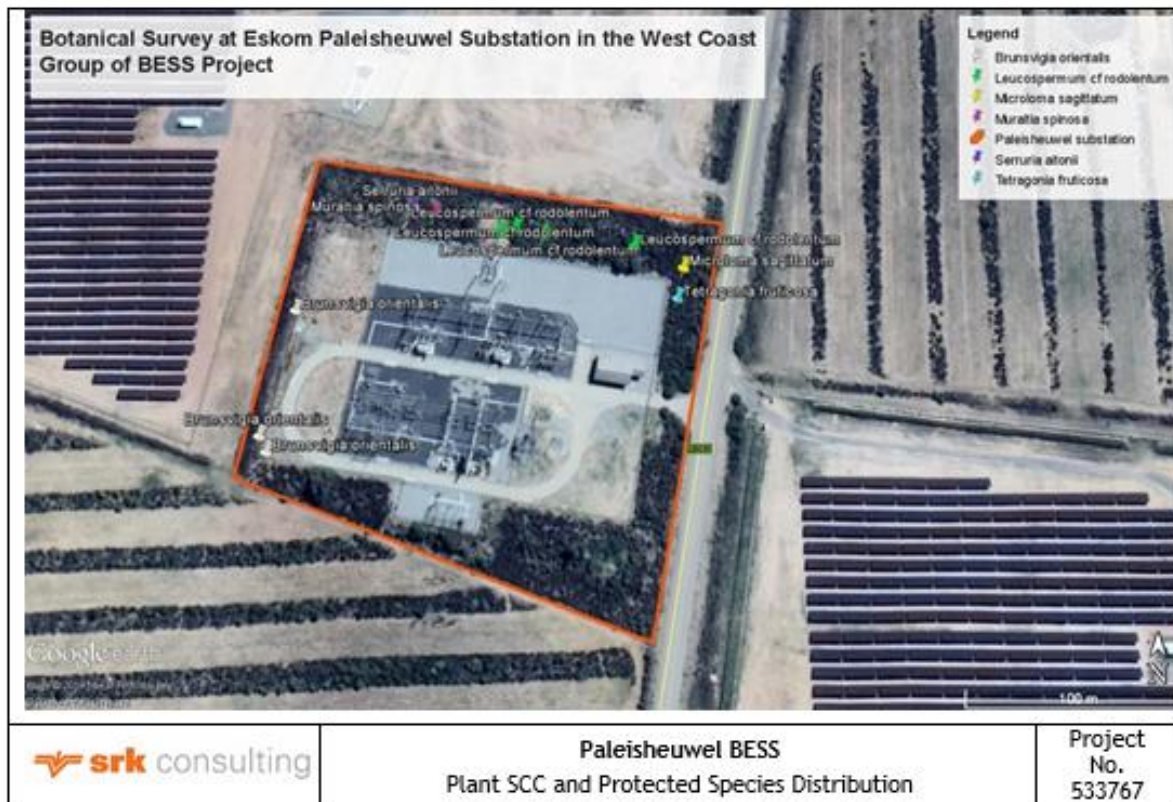 Botanical Survey at Eskom Paleisheuwel Substation in the West Coast
Group of BESS Project
Legend
Brunsvigia orientalis
Leucospermum cf rodolentum
Microloma sagittatum
Muraltia spinosa
Paleisheuwel substation
Serruria aitonii
Tetragonia fruticosa
Serruria aitonii
Muraltia spinosa
Leucospermum cf rodolentum
Leucospermum cf rodolentum
Leucospermum cf rodolentum
Leucospermum cf rodolentum
Microloma sagittatum
Tetragonia fruticosa
Brunsvigia orientalis
Brunsvigia orientalis
Brunsvigia orientalis
Google
100 m
srk consulting
Paleisheuwel BESS
Plant SCC and Protected Species Distribution
Project
No.
533767